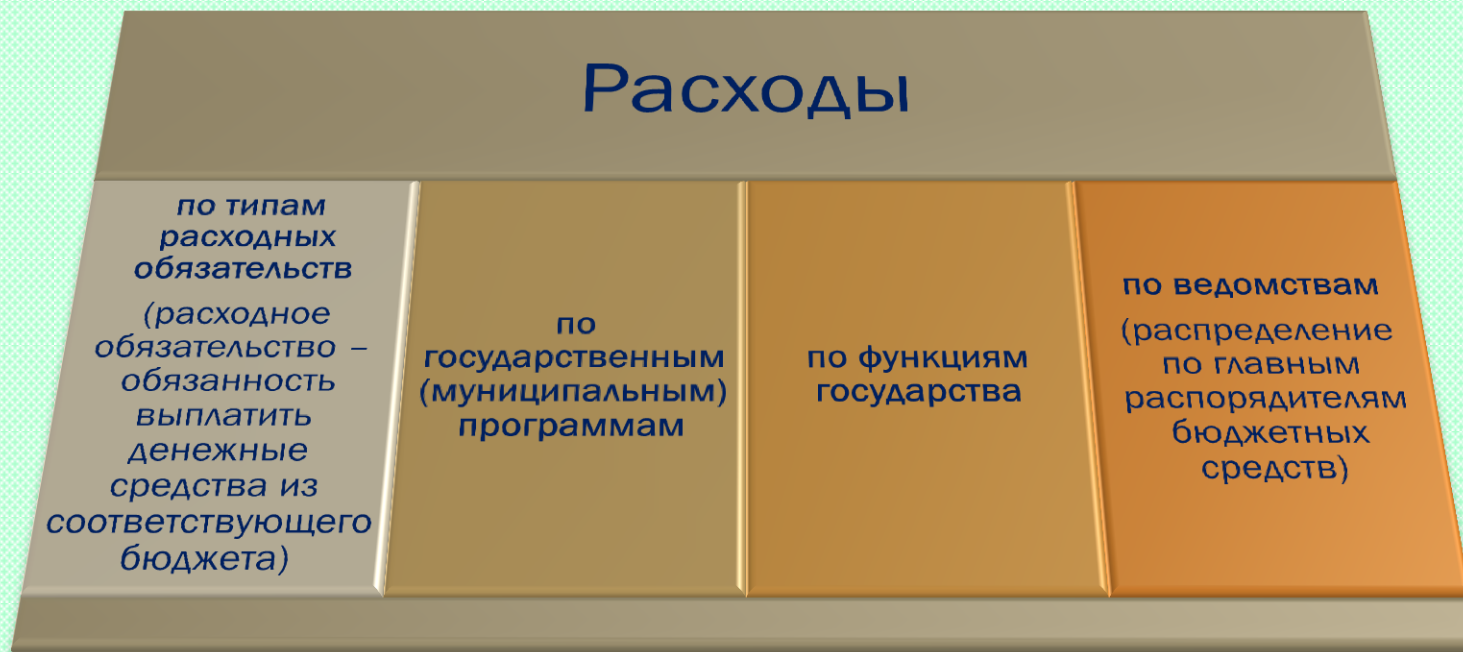 Расходы
по типам
расходных
обязательств
(расходное
обязательство –
обязанность
выплатить
денежные
средства из
соответствующего
бюджета)
по
государственным
(муниципальным)
программам
по функциям
государства
по ведомствам
(распределение
по главным
распорядителям
бюджетных
средств)